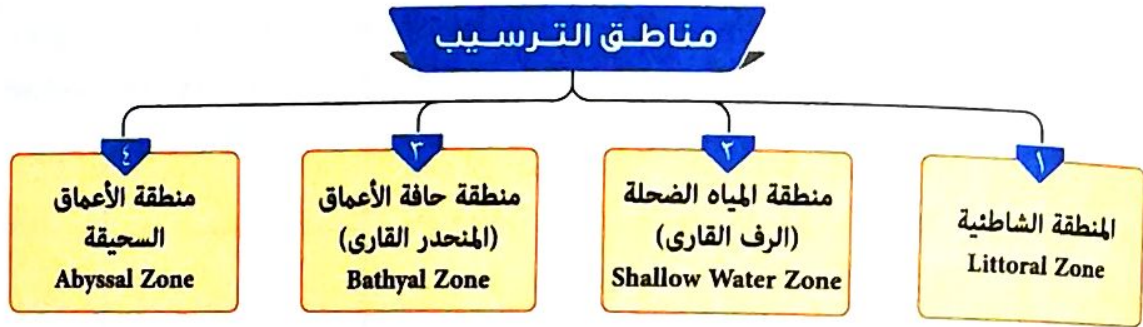 مناطق الترسيب
١
المنطقة الشاطئية
Littoral Zone
٢
منطقة المياه الضحلة
(الرف القارى)
Shallow Water Zone
٣
منطقة حافة الأعماق
(المنحدر القارى)
Bathyal Zone
٤
منطقة الأعماق
السحيقة
Abyssal Zone